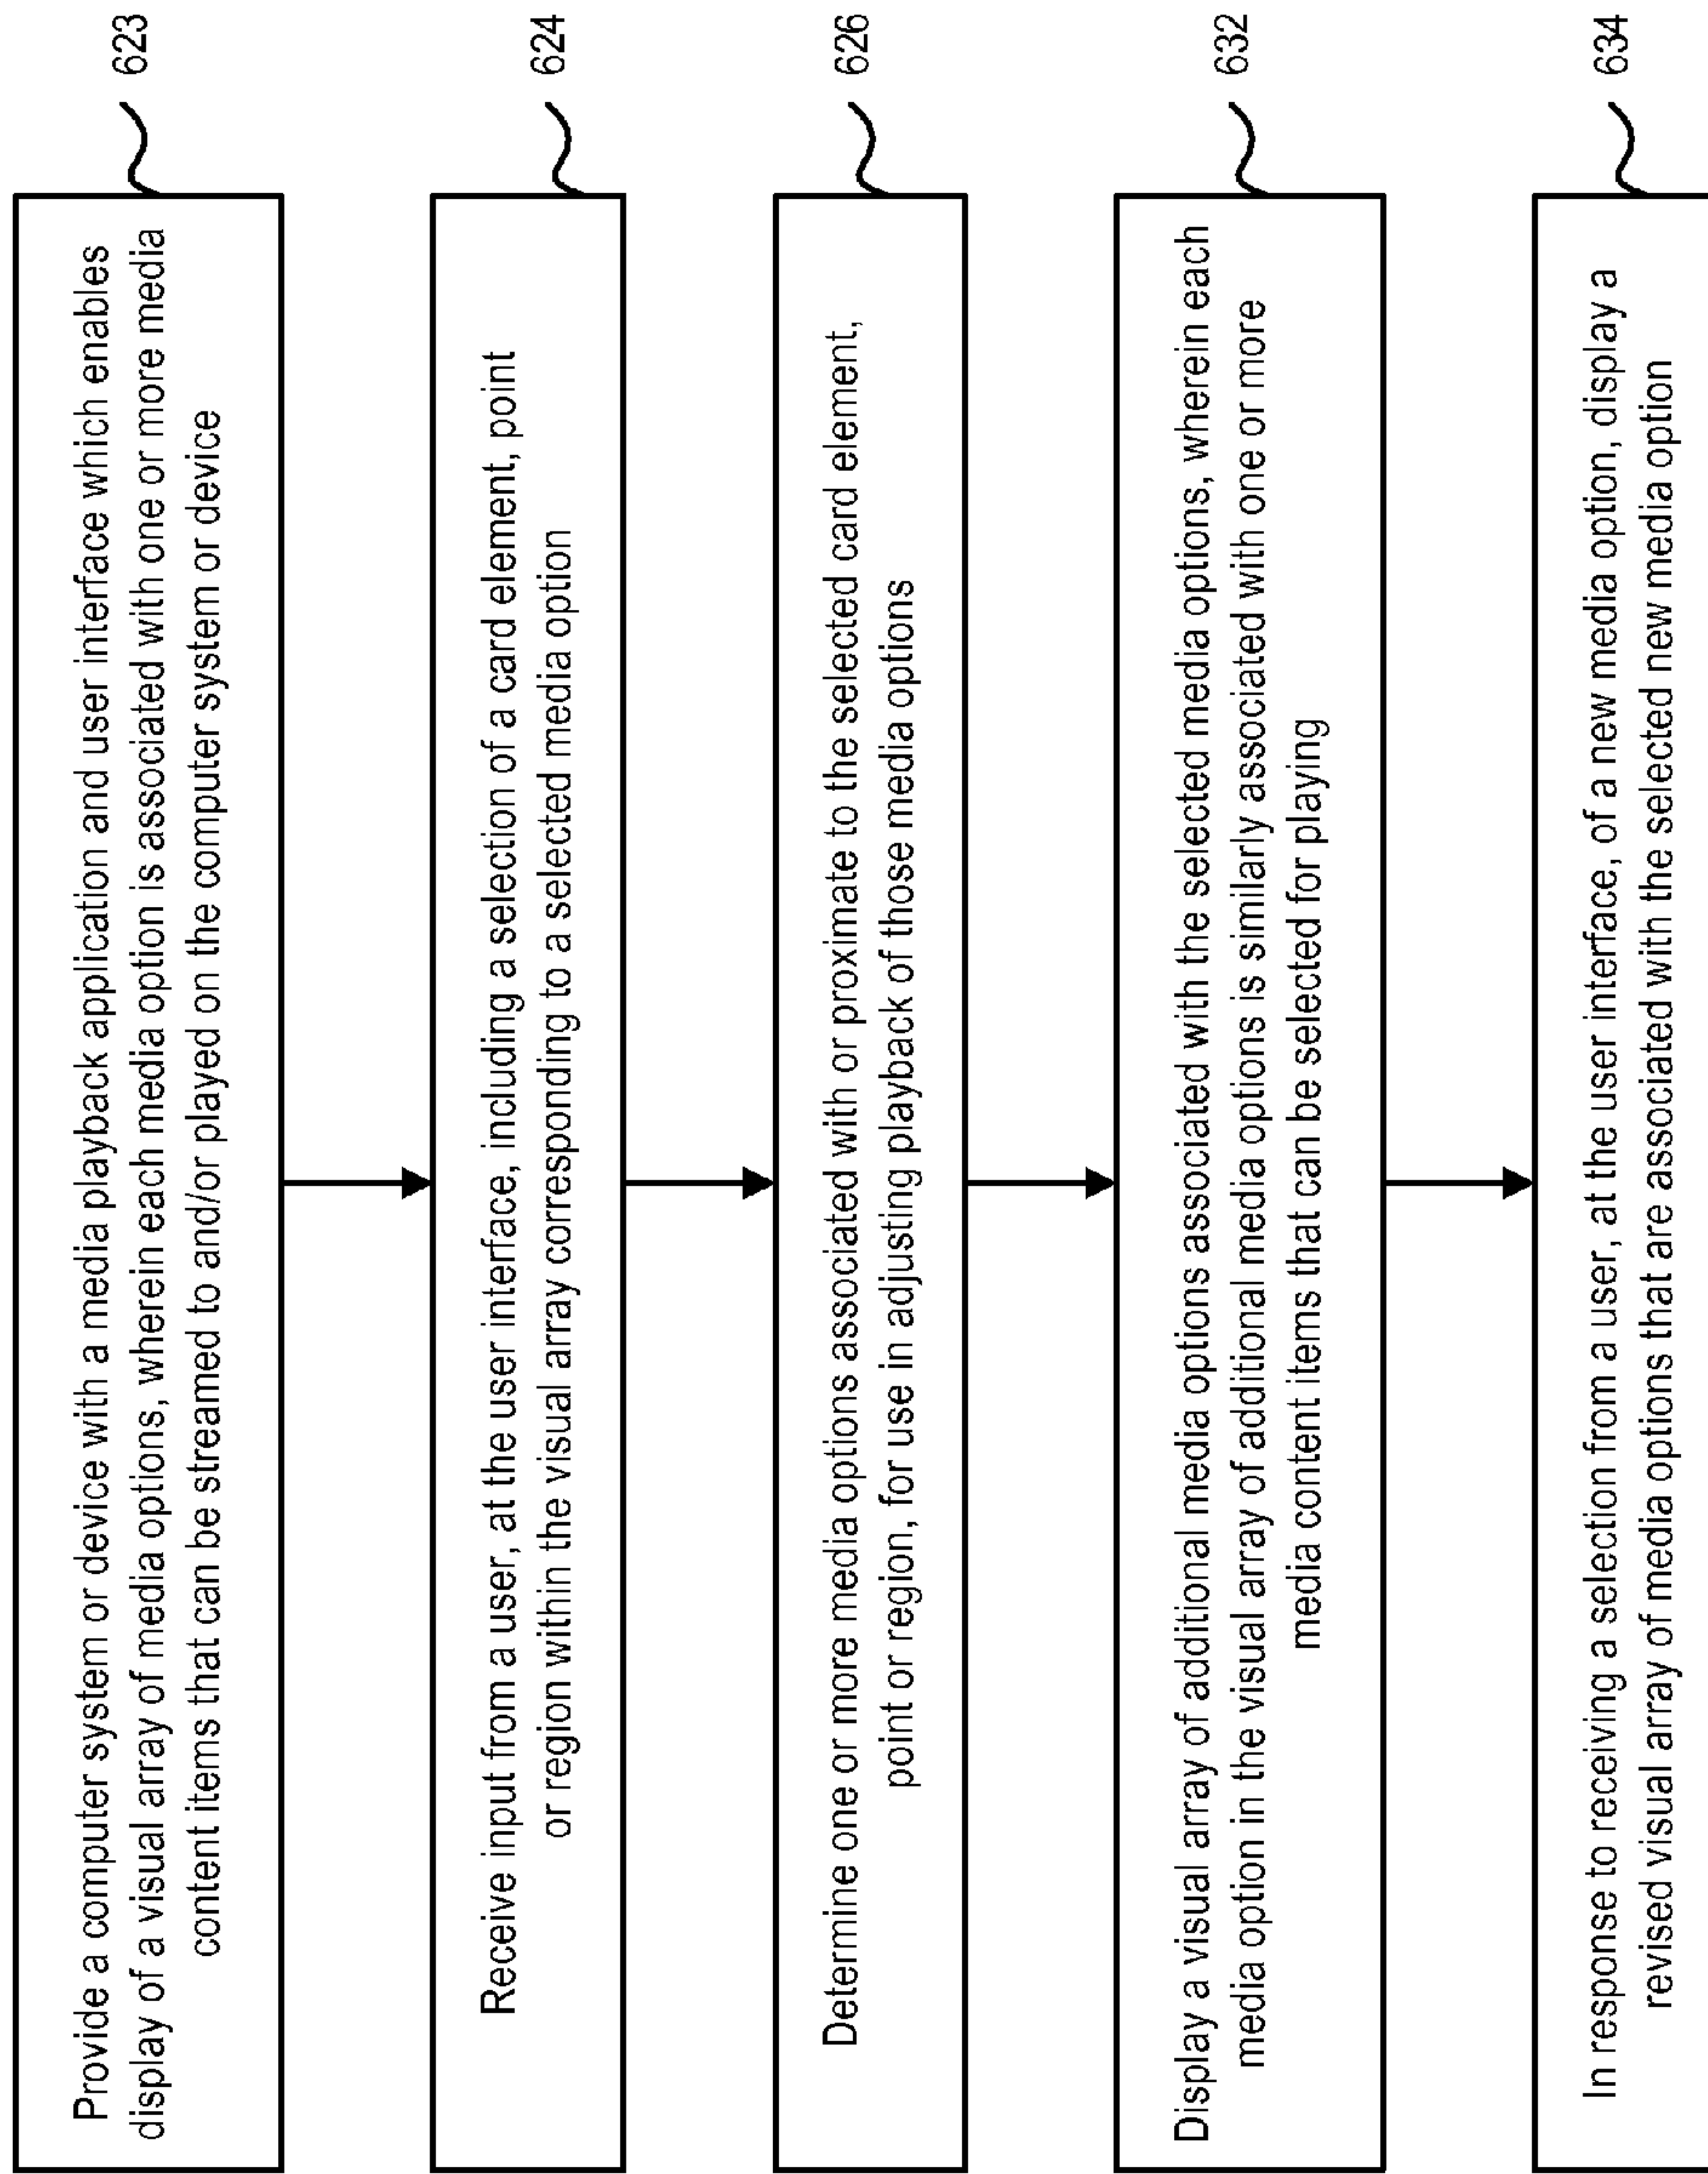 Provide a computer system or device with a media playback application and user interface which enables
display of a visual array of media options, wherein each media option is associated with one or more media
content items that can be streamed to and/or played on the computer system or device
623
Receive input from a user, at the user interface, including a selection of a card element, point
or region within the visual array corresponding to a selected media option
624
Determine one or more media options associated with or proximate to the selected card element,
point or region, for use in adjusting playback of those media options
626
Display a visual array of additional media options associated with the selected media options, wherein each
media option in the visual array of additional media options is similarly associated with one or more
media content items that can be selected for playing
632
In response to receiving a selection from a user, at the user interface, of a new media option, display a
revised visual array of media options that are associated with the selected new media option
634